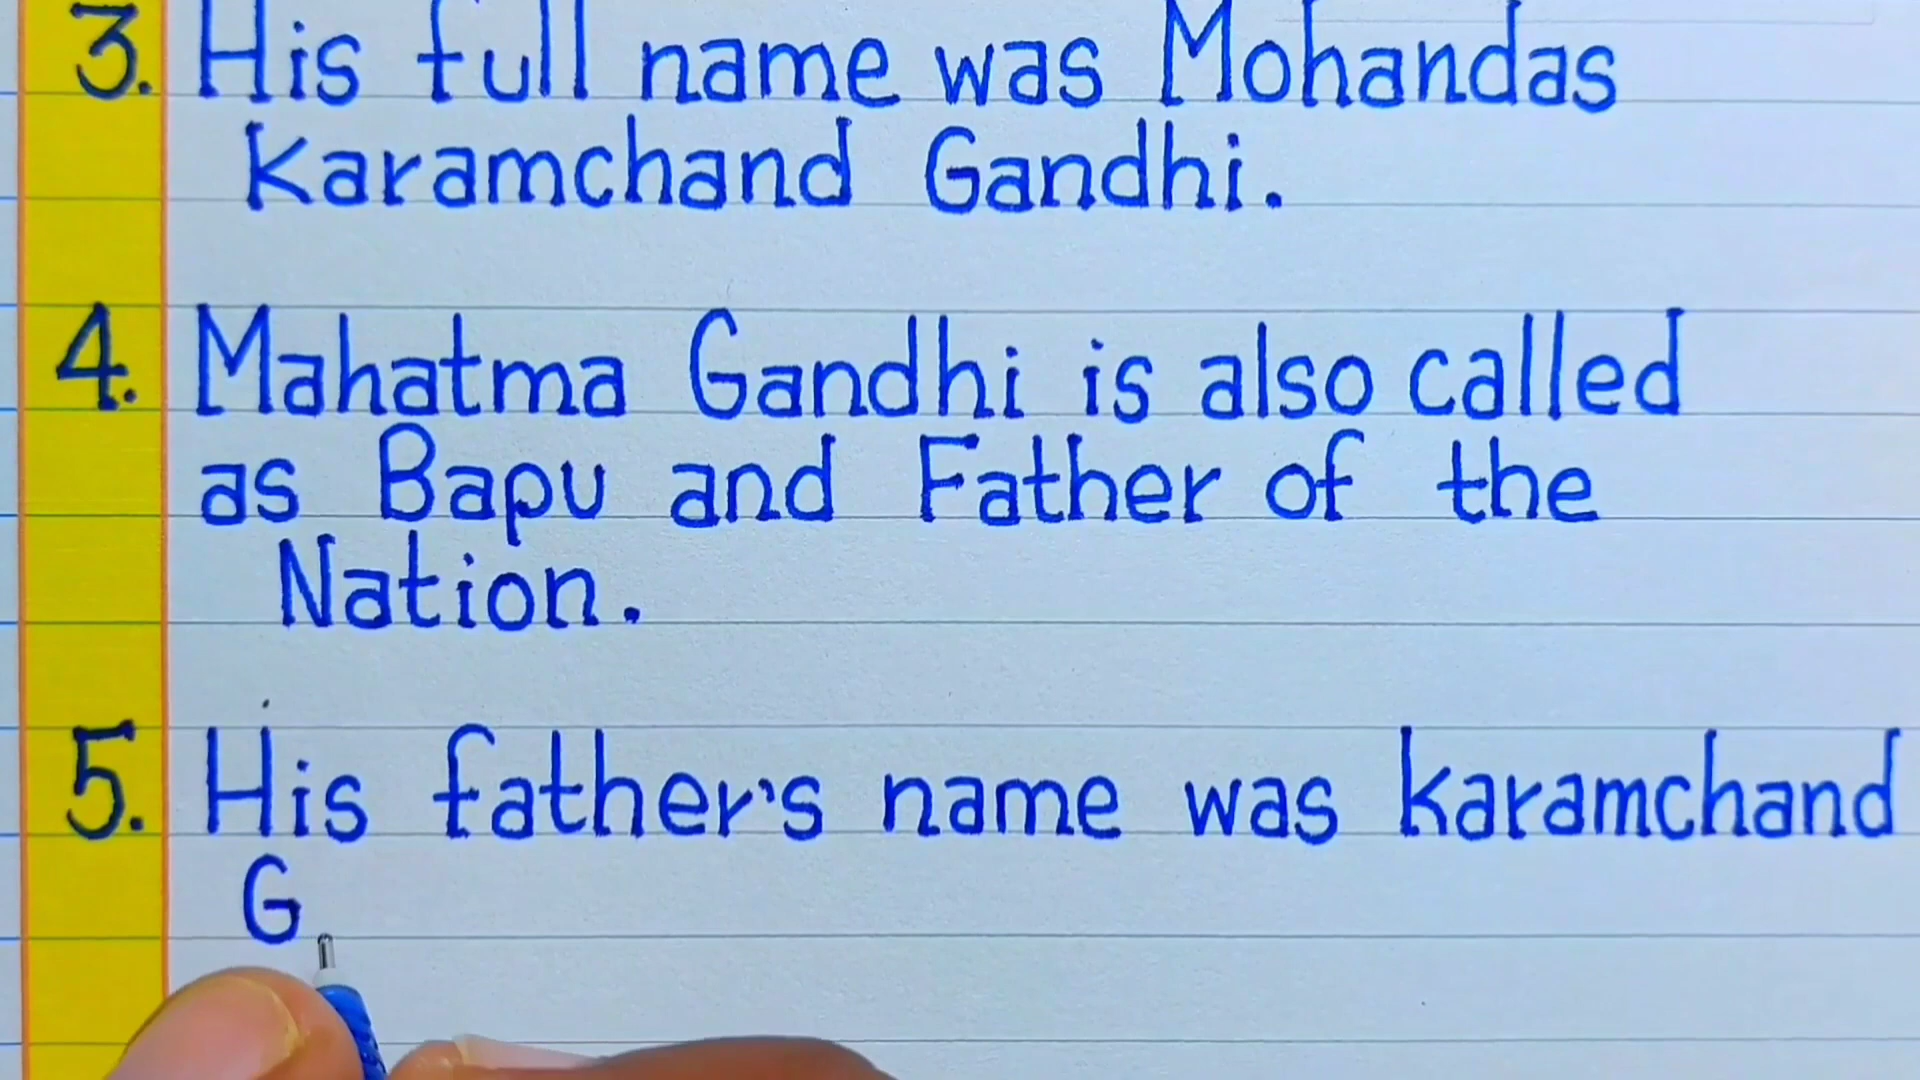 3. His full name was Mohandas
Karamchand Gandhi.
4. Mahatma Gandhi is also called
as Bapu and Father of the
Nation.
5. His father's name was karamchand
G